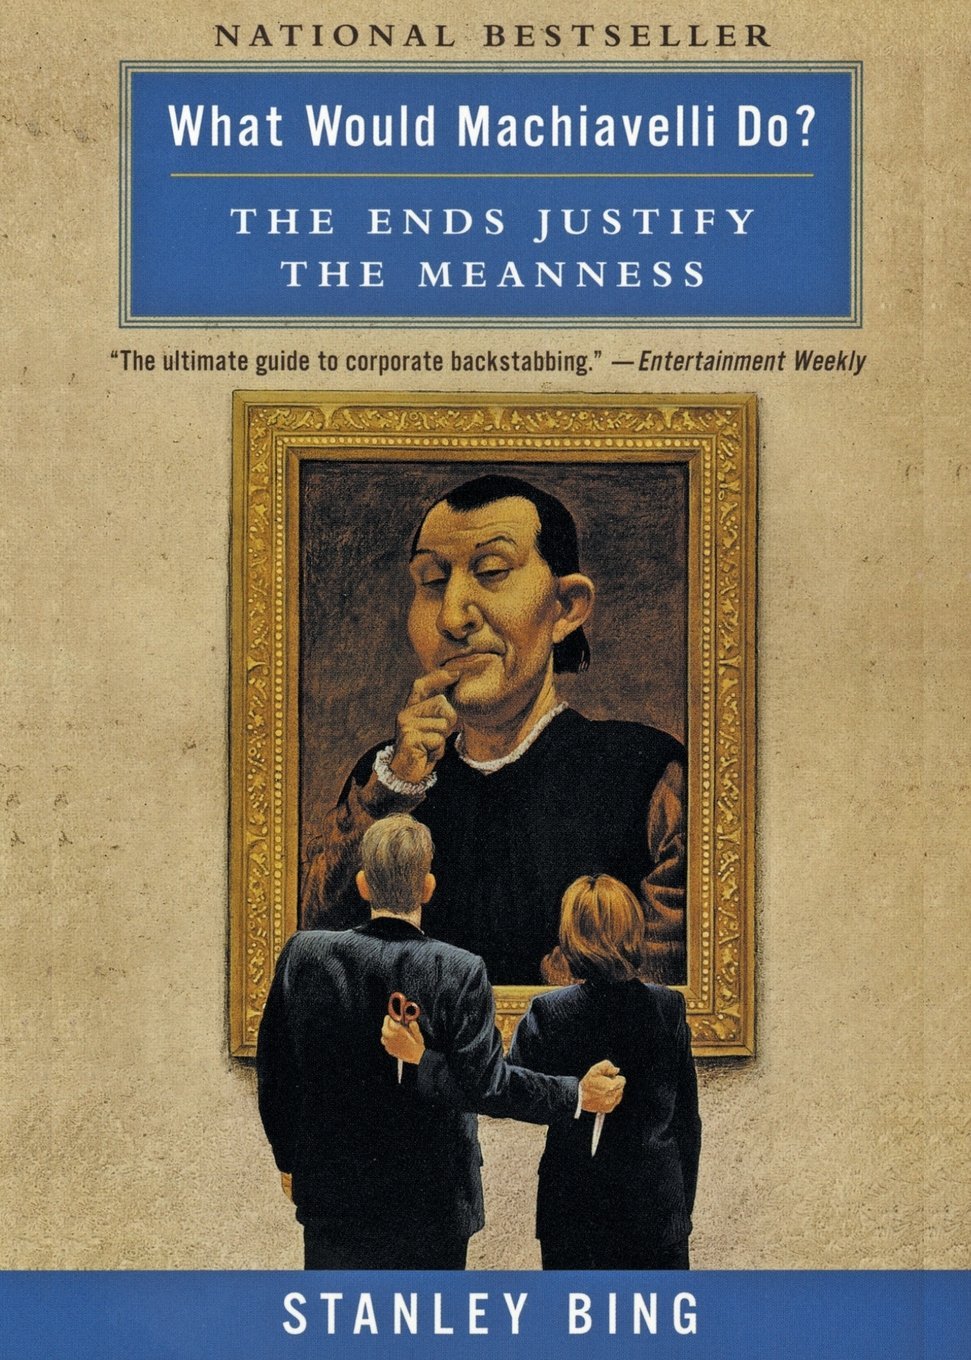 NATIONAL BESTSELLER
What Would Machiavelli Do?
THE ENDS JUSTIFY
THE MEANNESS
“The ultimate guide to corporate backstabbing.” —Entertainment Weekly
STANLEY BING